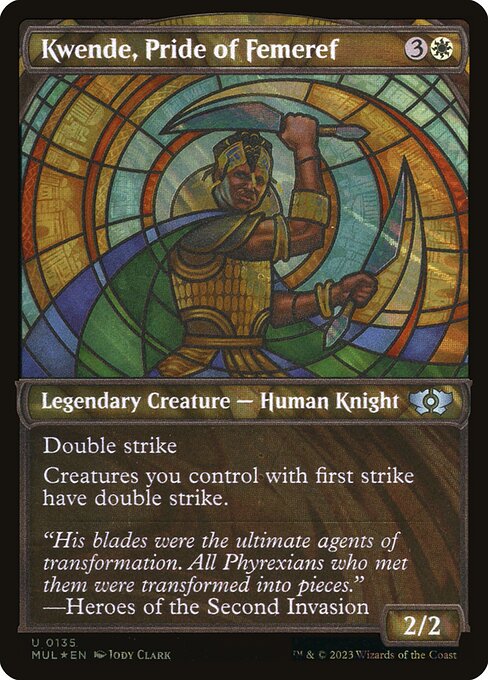 Kwende, Pride of Femeref 3
Legendary Creature — Human Knight
Double strike
Creatures you control with first strike
have double strike.
“His blades were the ultimate agents of
transformation. All Phyrexians who met
them were transformed into pieces.”
—Heroes of the Second Invasion
2/2
U 0135
MUL★EN Jody Clark
™ & © 2023 Wizards of the Coast